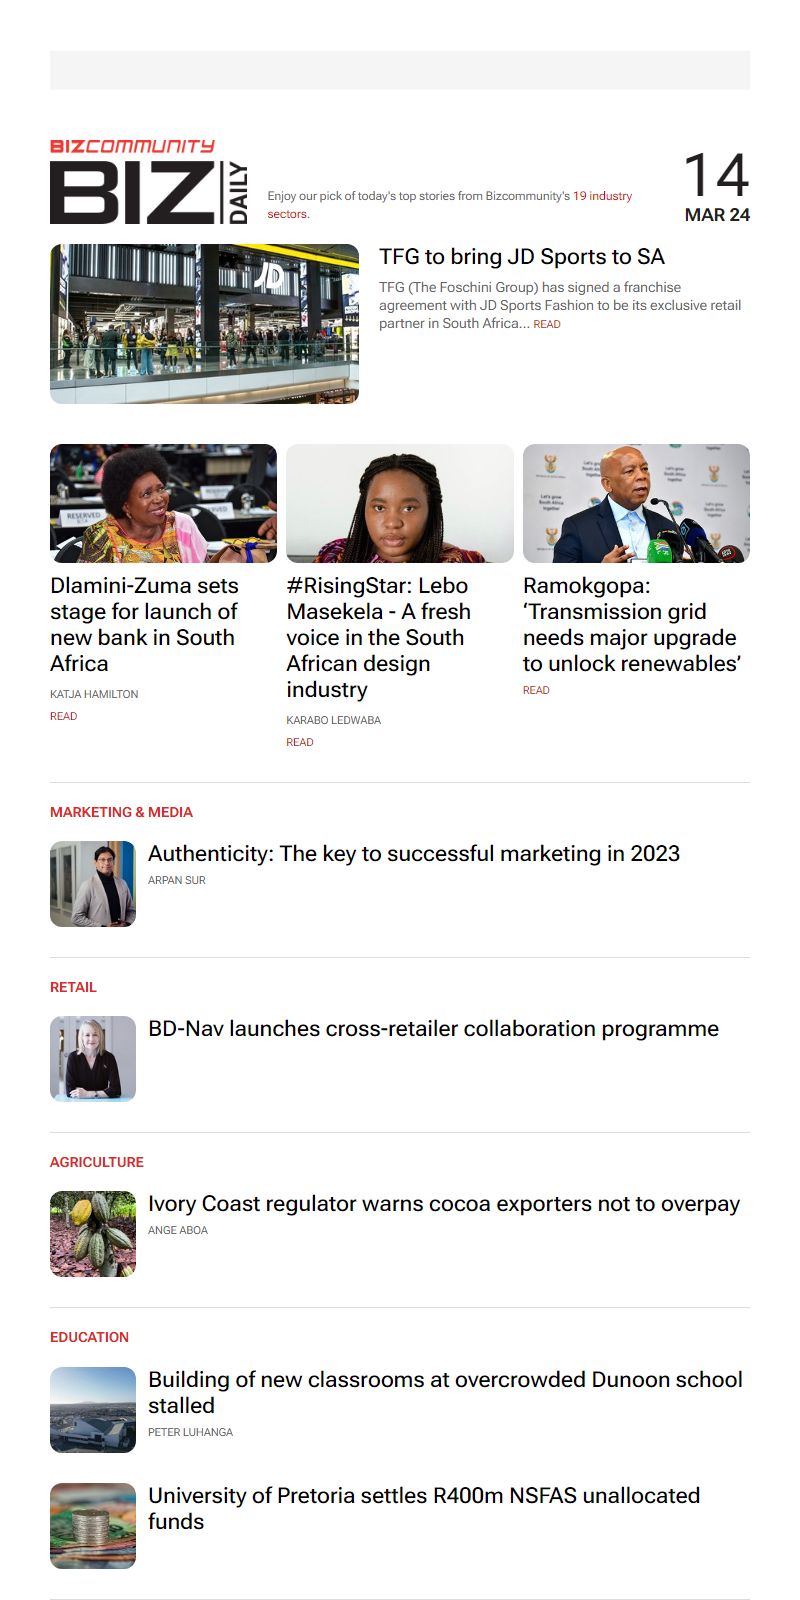 BIZCOMMUNITY
BIZ DAILY
Enjoy our pick of today's top stories from Bizcommunity's 19 industry
sectors.
14
MAR 24
JD
TFG to bring JD Sports to SA
TFG (The Foschini Group) has signed a franchise
agreement with JD Sports Fashion to be its exclusive retail
partner in South Africa... READ
RESERVED
Dlamini-Zuma sets
stage for launch of
new bank in South
Africa
KATJA HAMILTON
READ
#RisingStar: Lebo
Masekela - A fresh
voice in the South
African design
industry
KARABO LEDWABA
READ
Let's grow
South Africa
together
Ramokgopa:
‘Transmission grid
needs major upgrade
to unlock renewables’
READ
MARKETING & MEDIA
Authenticity: The key to successful marketing in 2023
ARPAN SUR
RETAIL
BD-Nav launches cross-retailer collaboration programme
AGRICULTURE
Ivory Coast regulator warns cocoa exporters not to overpay
ANGE ABOA
EDUCATION
Building of new classrooms at overcrowded Dunoon school
stalled
PETER LUHANGA
University of Pretoria settles R400m NSFAS unallocated
funds